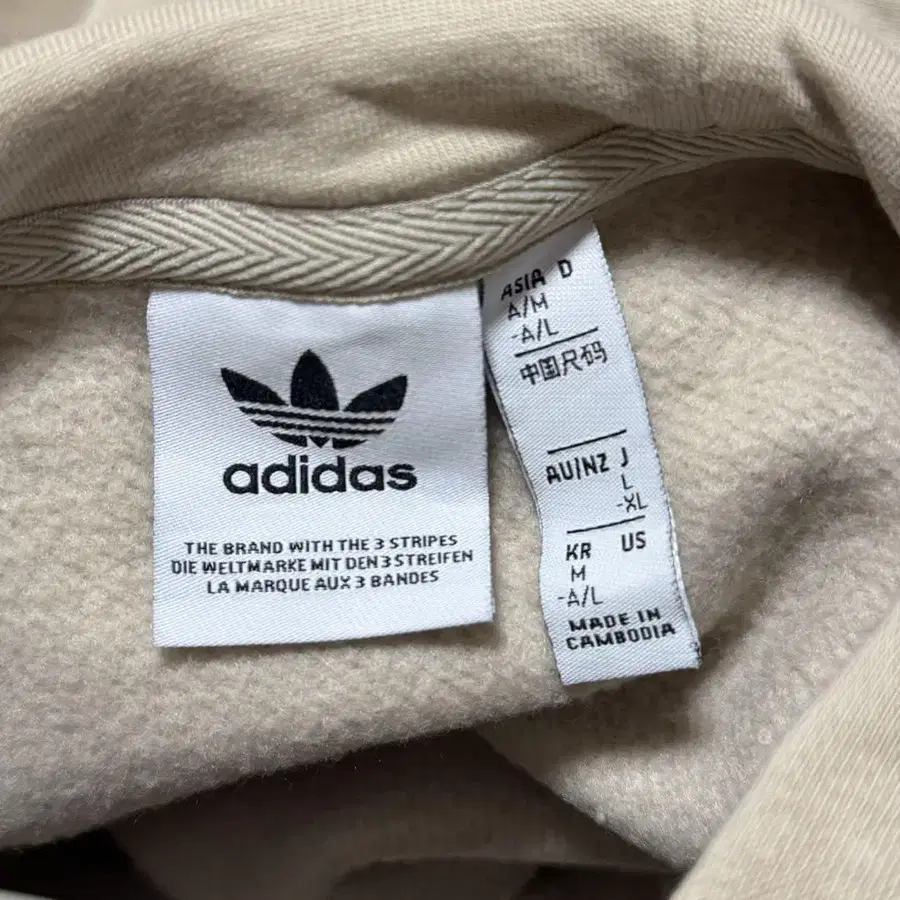 adidas
THE BRAND WITH THE 3 STRIPES
DIE WELTMARKE MIT DEN 3 STREIFEN
LA MARQUE AUX 3 BANDES
ASIA D
A/M
-A/L
中国尺码
AU/NZ J
L
-XL
KR US
M
-A/L
MADE IN
CAMBODIA